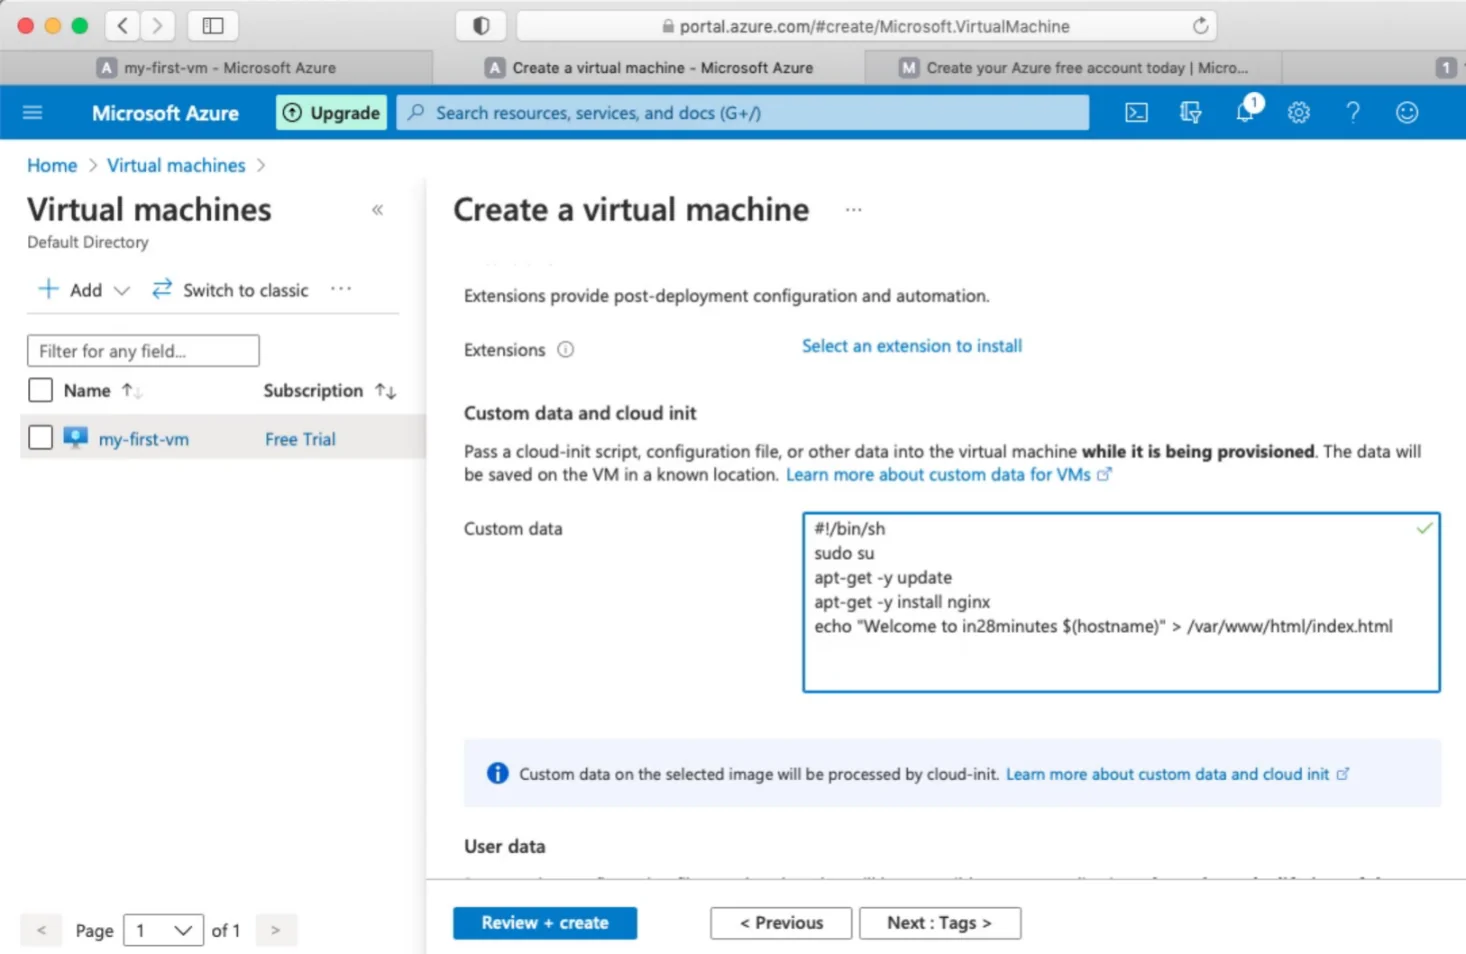 portal.azure.com/#create/Microsoft.VirtualMachine
A my-first-vm - Microsoft Azure
A Create a virtual machine - Microsoft Azure
M Create your Azure free account today | Micro...
1
Microsoft Azure
Upgrade
Search resources, services, and docs (G+/)
1
Home > Virtual machines >
Virtual machines
«
Default Directory
+ Add
Switch to classic
...
Filter for any field...
Name
Subscription
my-first-vm
Free Trial
< Page 1 of 1 >
Create a virtual machine
...
Extensions provide post-deployment configuration and automation.
Extensions
Select an extension to install
Custom data and cloud init
Pass a cloud-init script, configuration file, or other data into the virtual machine while it is being provisioned. The data will
be saved on the VM in a known location. Learn more about custom data for VMs
Custom data
#!/bin/sh
sudo su
apt-get -y update
apt-get -y install nginx
echo "Welcome to in28minutes $(hostname)" > /var/www/html/index.html
Custom data on the selected image will be processed by cloud-init. Learn more about custom data and cloud init
User data
Review + create
< Previous
Next : Tags >